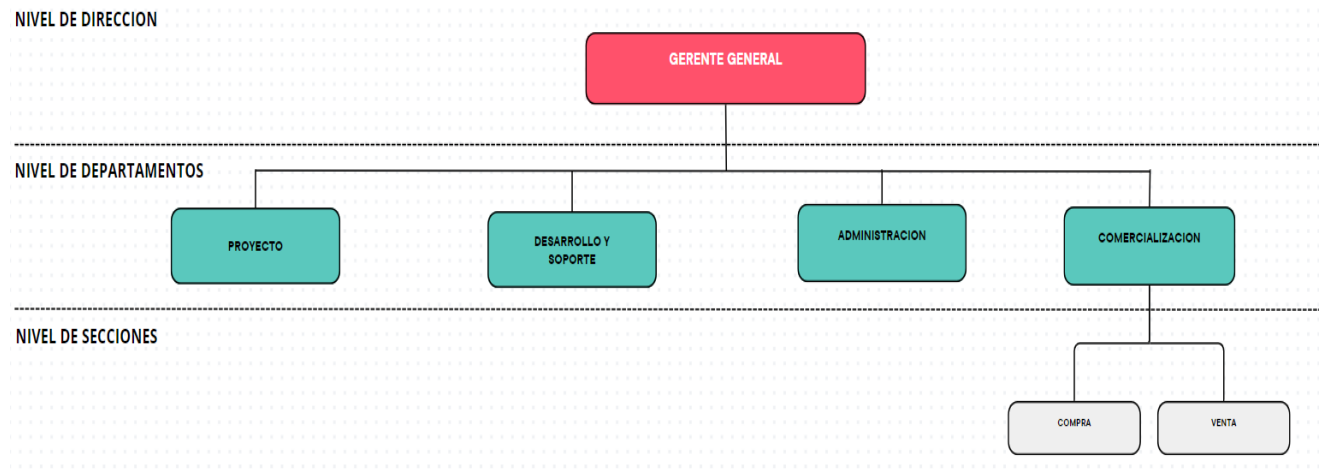 NIVEL DE DIRECCION
GERENTE GENERAL
NIVEL DE DEPARTAMENTOS
PROYECTO
DESARROLLO Y
SOPORTE
ADMINISTRACION
COMERCIALIZACION
NIVEL DE SECCIONES
COMPRA
VENTA